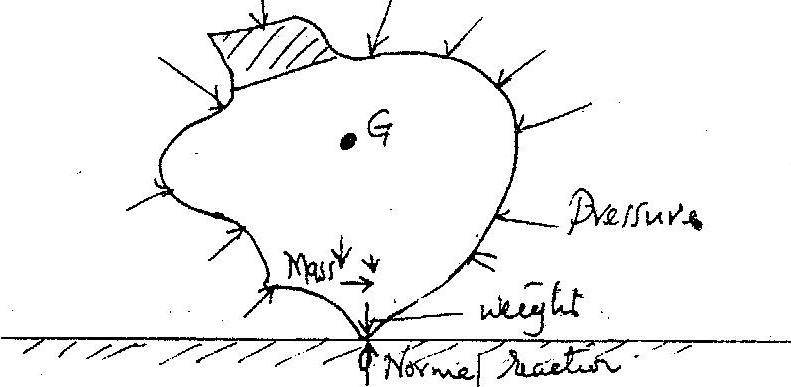 G
Pressure
Mass
weight
Normal reaction